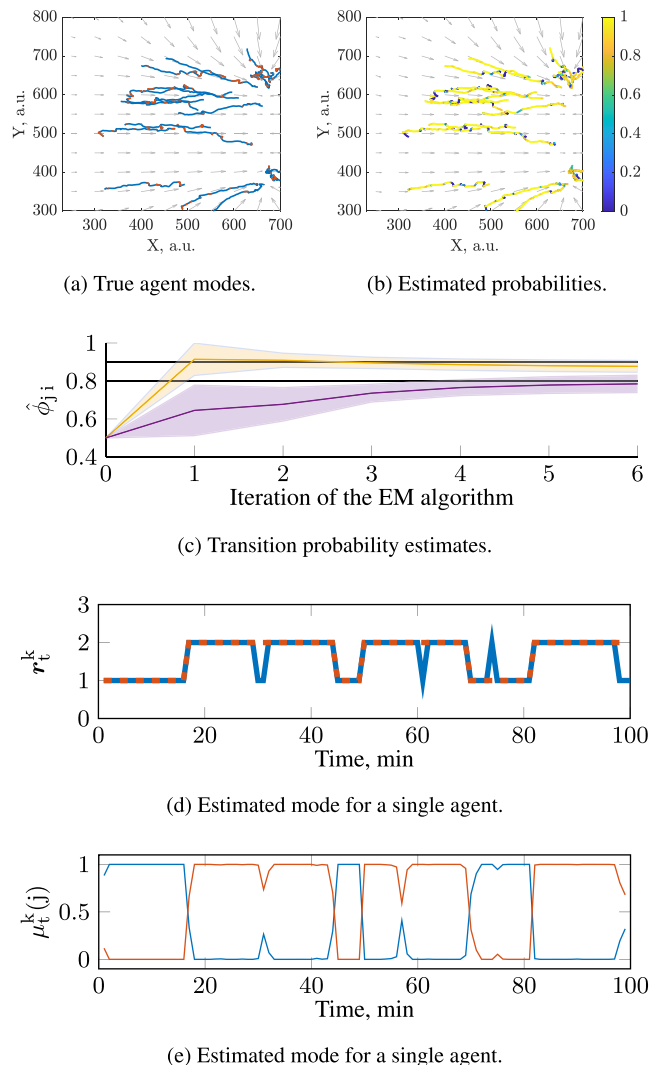 800
700
600
500
400
300
Y, a.u.
300 400 500 600 700
X, a.u.
(a) True agent modes.
800
700
600
500
400
300
Y, a.u.
300 400 500 600 700
X, a.u.
1
0.8
0.6
0.4
0.2
0
(b) Estimated probabilities.
1
0.8
0.6
0.4
ϕ̂ j i
0 1 2 3 4 5 6
Iteration of the EM algorithm
(c) Transition probability estimates.
3
2
1
0
r_t^k
0 20 40 60 80 100
Time, min
(d) Estimated mode for a single agent.
1
0.5
0
μ_t^k(j)
0 20 40 60 80 100
Time, min
(e) Estimated mode for a single agent.